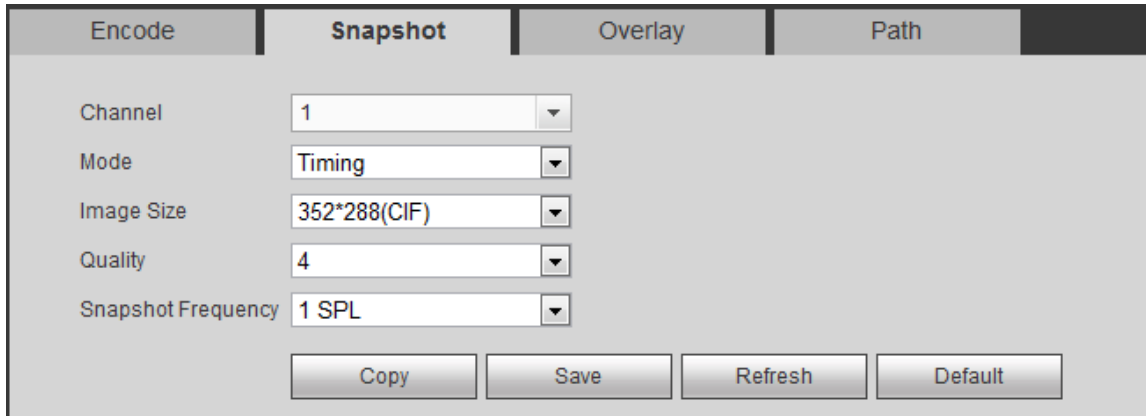 Encode Snapshot Overlay Path
Channel 1
Mode Timing
Image Size 352*288(CIF)
Quality 4
Snapshot Frequency 1 SPL
Copy Save Refresh Default